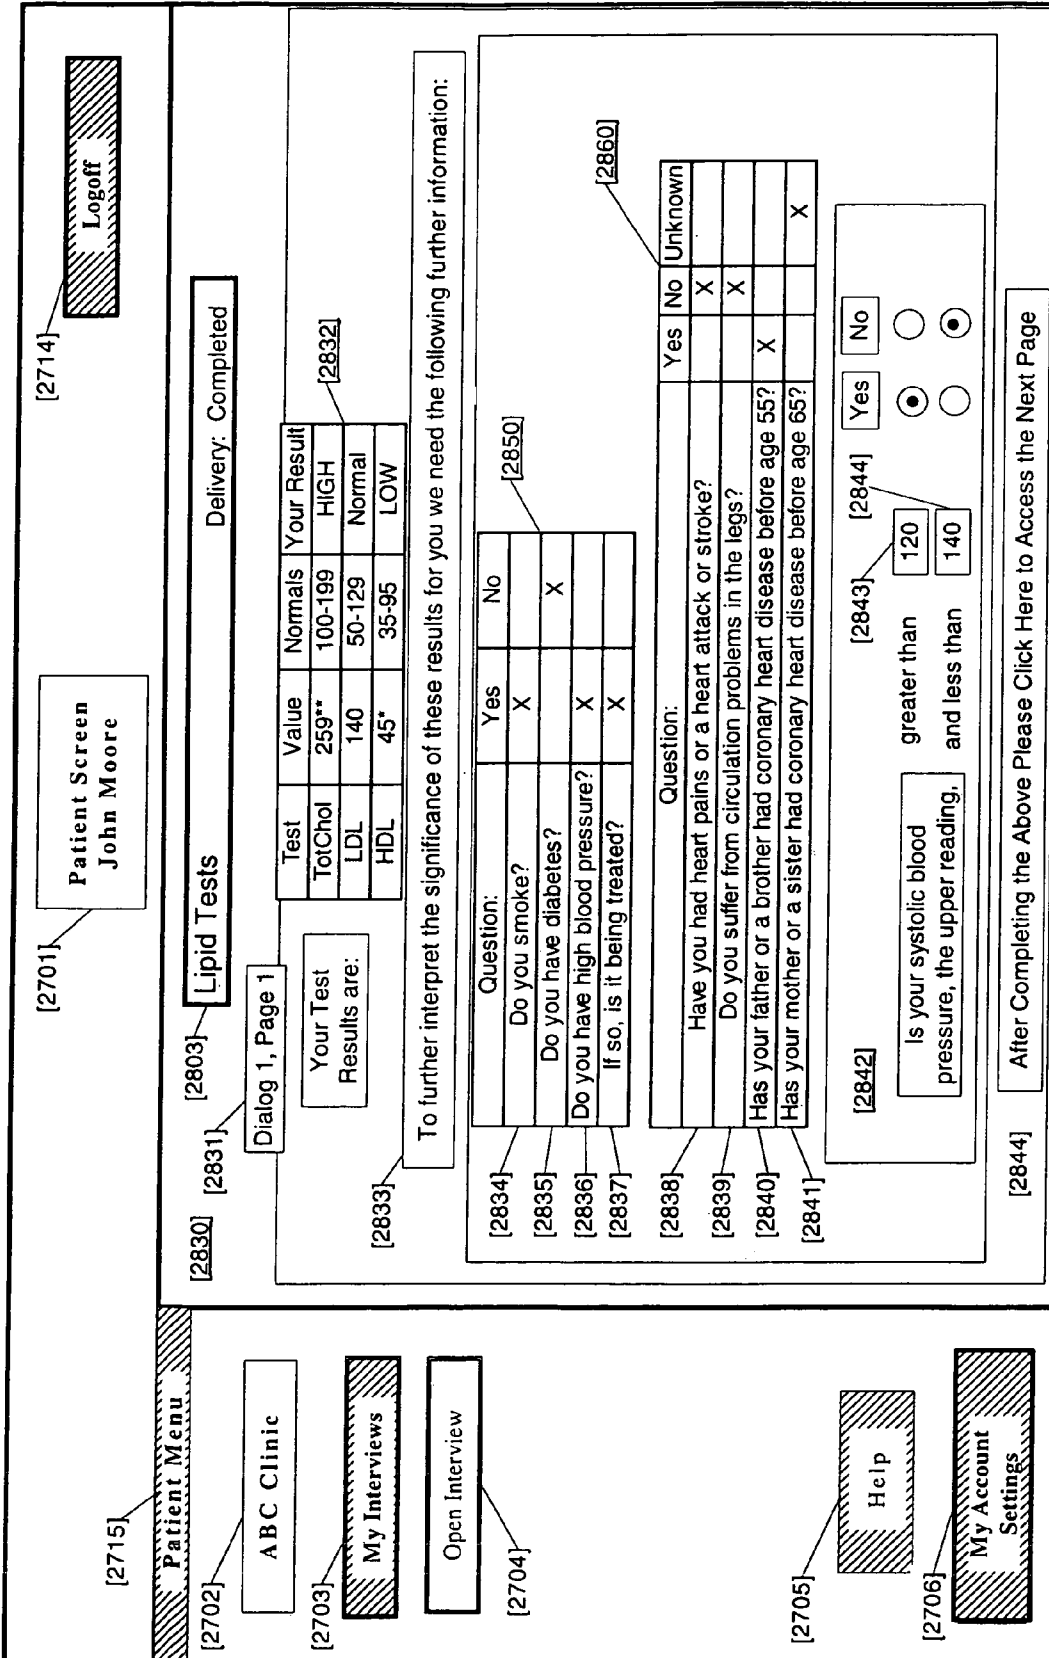 [2701]
Patient Screen
John Moore
[2714]
Logoff
[2715]
Patient Menu
[2702]
ABC Clinic
[2703]
My Interviews
Open Interview
[2704]
[2705]
Help
[2706]
My Account
Settings
[2830]
[2803]
Lipid Tests Delivery: Completed
[2831]
Dialog 1, Page 1
Your Test
Results are:
Test Value Normals Your Result
TotChol 259** 100-199 HIGH
LDL 140 50-129 Normal
HDL 45* 35-95 LOW
[2832]
[2833]
To further interpret the significance of these results for you we need the following further information:
Question: Yes No
[2850]
[2834] Do you smoke? X
[2835] Do you have diabetes? X
[2836] Do you have high blood pressure? X
[2837] If so, is it being treated? X
[2860]
Question: Yes No Unknown
[2838] Have you had heart pains or a heart attack or stroke? X
[2839] Do you suffer from circulation problems in the legs? X
[2840] Has your father or a brother had coronary heart disease before age 55? X
[2841] Has your mother or a sister had coronary heart disease before age 65? X
[2842] [2843] [2844] Yes No
Is your systolic blood
pressure, the upper reading,
greater than 120
and less than 140
[2844] After Completing the Above Please Click Here to Access the Next Page